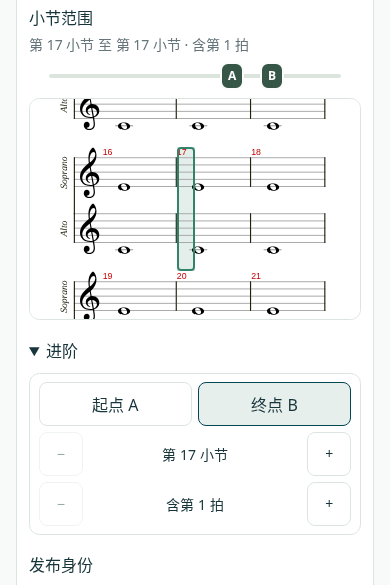 小节范围
第 17 小节 至 第 17 小节 · 含第 1 拍
A B
Alto
16 17 18
Soprano
Alto
19 20 21
Soprano
▼ 进阶
起点 A 终点 B
− 第 17 小节 +
− 含第 1 拍 +
发布身份